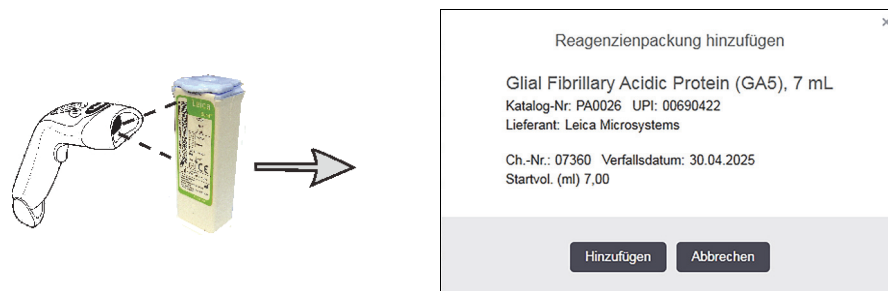 Leica
Reagenzienpackung hinzufügen
×
Glial Fibrillary Acidic Protein (GA5), 7 mL
Katalog-Nr: PA0026 UPI: 00690422
Lieferant: Leica Microsystems
Ch.-Nr.: 07360 Verfallsdatum: 30.04.2025
Startvol. (ml) 7,00
Hinzufügen Abbrechen